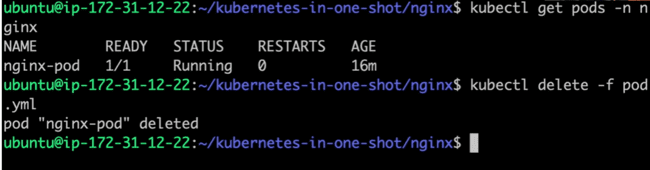 ubuntu@ip-172-31-12-22:~/kubernetes-in-one-shot/nginx$ kubectl get pods -n n
ginx
NAME READY STATUS RESTARTS AGE
nginx-pod 1/1 Running 0 16m
ubuntu@ip-172-31-12-22:~/kubernetes-in-one-shot/nginx$ kubectl delete -f pod
.yml
pod "nginx-pod" deleted
ubuntu@ip-172-31-12-22:~/kubernetes-in-one-shot/nginx$